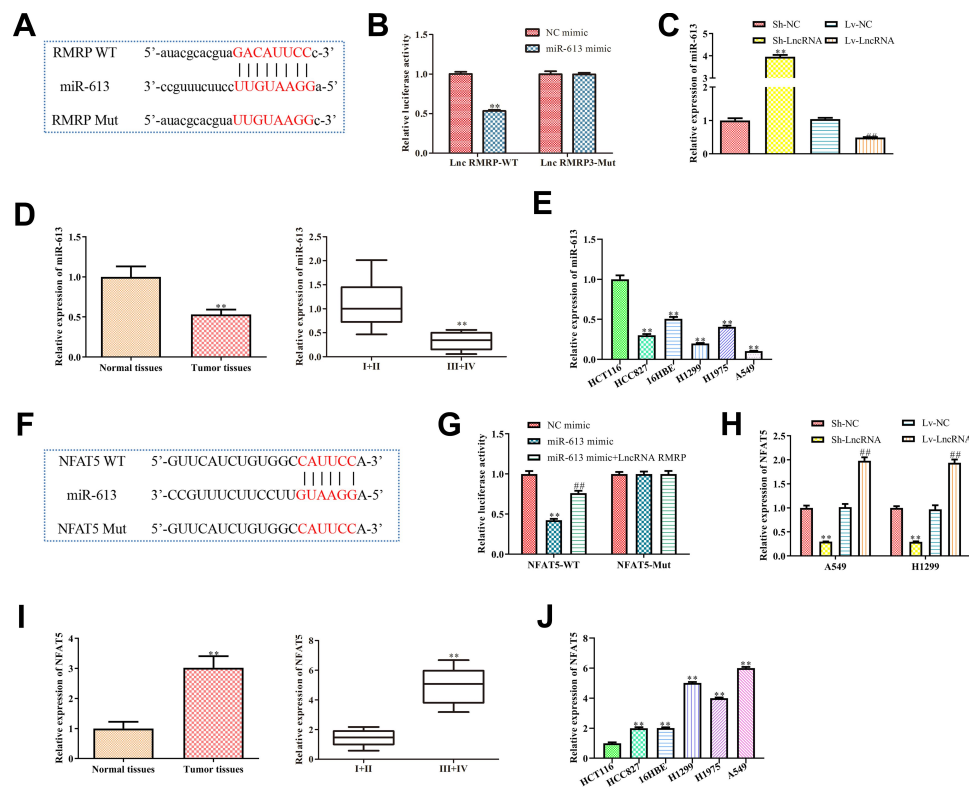 A
RMRP WT 5’-auacgcacguaGACAUUCCc-3’
miR-613 3’-ccguuucuuccUUGUAAGGa-5’
RMRP Mut 5’-auacgcacguaUUGUAAGGc-3’
B
NC mimic
miR-613 mimic
Relative luciferase activity
1.5
1.0
0.5
0.0
**
Lnc RMRP-WT Lnc RMRP3-Mut
C
Sh-NC Lv-NC
Sh-LncRNA Lv-LncRNA
Relative expression of miR-613
4
3
2
1
0
**
##
D
Relative expression of miR-613
1.5
1.0
0.5
0.0
**
Normal tissues Tumor tissues
Relative expression of miR-613
2.5
2.0
1.5
1.0
0.5
0.0
**
I+II III+IV
E
Relative expression of miR-613
1.5
1.0
0.5
0.0
** ** ** ** **
HCT116 HCC827 16HBE H1299 H1975 A549
F
NFAT5 WT 5’-GUUCAUCUGUGGCCAUUCCA-3’
miR-613 3’-CCGUUUCUUCCUUGUAAGGA-5’
NFAT5 Mut 5’-GUUCAUCUGUGGCCAUUCCA-3’
G
NC mimic
miR-613 mimic
miR-613 mimic+LncRNA RMRP
Relative luciferase activity
1.5
1.0
0.5
0.0
** ##
NFAT5-WT NFAT5-Mut
H
Sh-NC Lv-NC
Sh-LncRNA Lv-LncRNA
Relative expression of NFAT5
2.5
2.0
1.5
1.0
0.5
0.0
** ## ** ##
A549 H1299
I
Relative expression of NFAT5
4
3
2
1
0
**
Normal tissues Tumor tissues
Relative expression of NFAT5
8
6
4
2
0
**
I+II III+IV
J
Relative expression of NFAT5
8
6
4
2
0
** ** ** ** **
HCT116 HCC827 16HBE H1299 H1975 A549